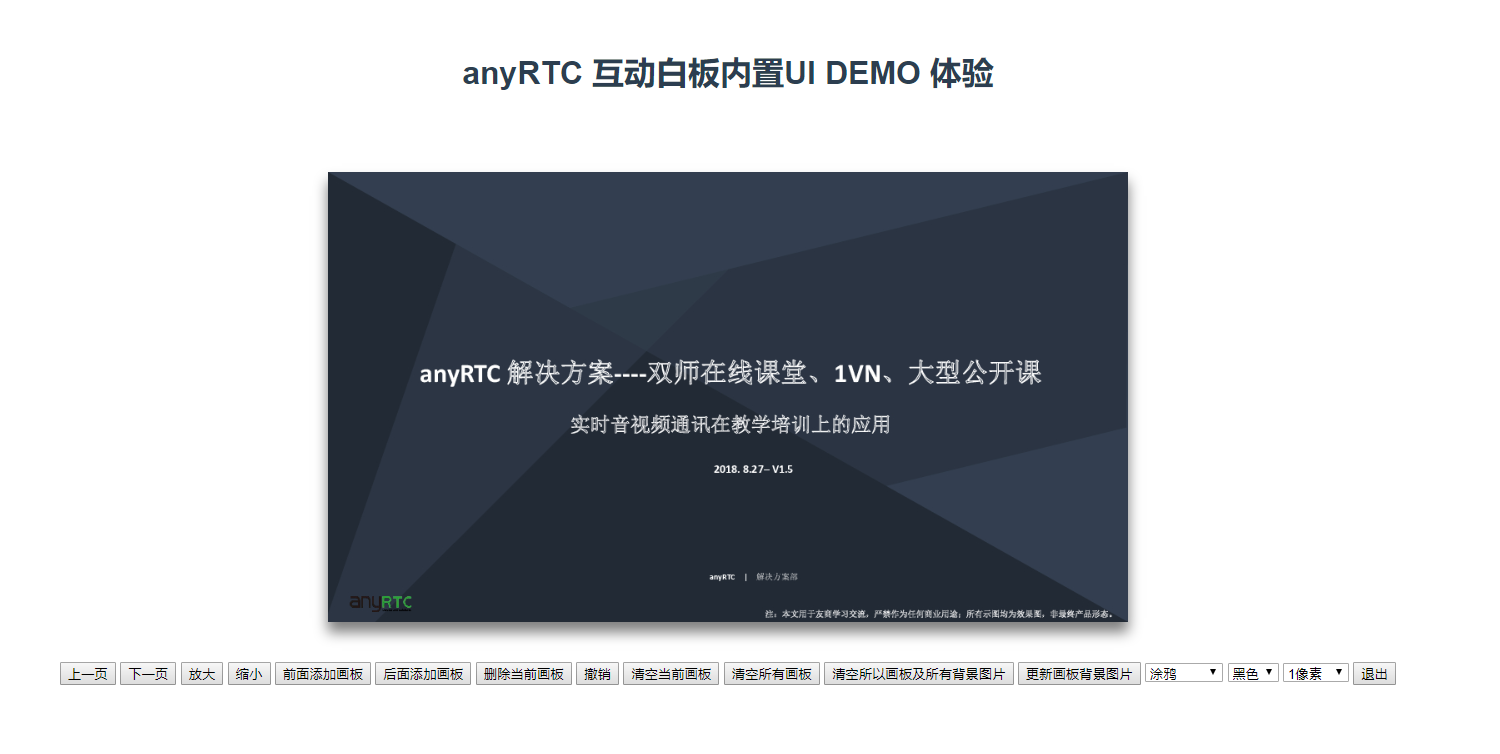 anyRTC 互动白板内置UI DEMO 体验
anyRTC 解决方案----双师在线课堂、1VN、大型公开课
实时音视频通讯在教学培训上的应用
2018. 8.27– V1.5
anyRTC | 解决方案部
anyRTC
注：本文用于友商学习交流，严禁作为任何商业用途；所有示图均为效果图，非最终产品形态。
上一页 下一页 放大 缩小 前面添加画板 后面添加画板 删除当前画板 撤销 清空当前画板 清空所有画板 清空所以画板及所有背景图片 更新画板背景图片 涂鸦 黑色 1像素 退出